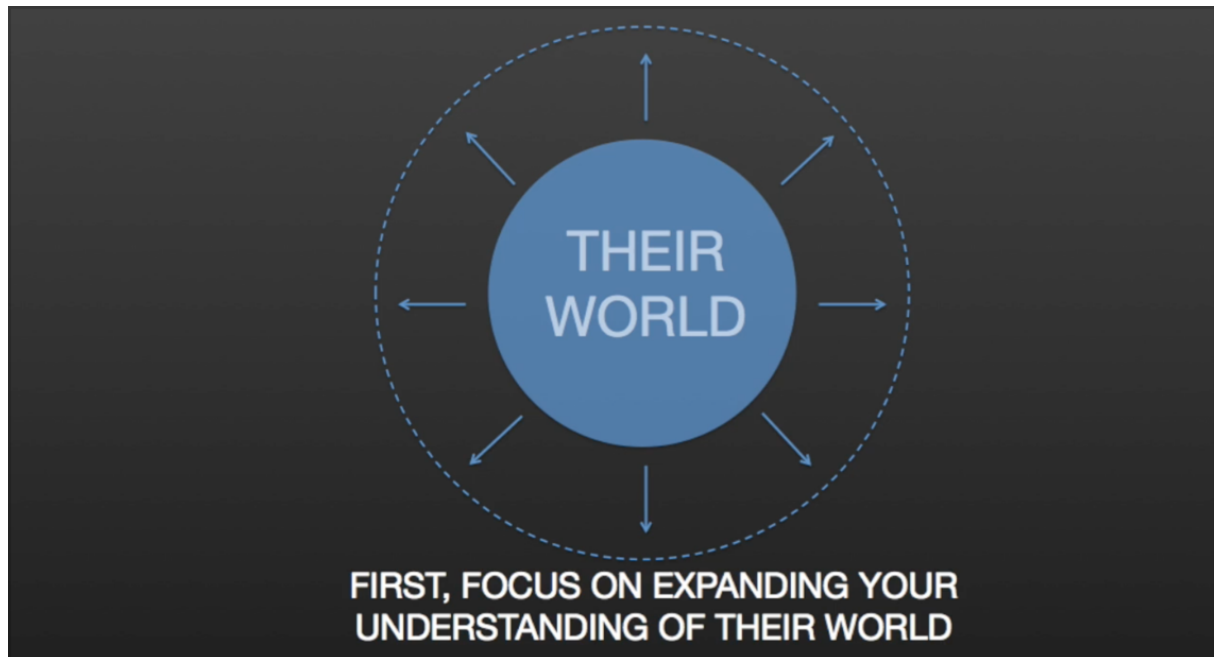 THEIR
WORLD
FIRST, FOCUS ON EXPANDING YOUR
UNDERSTANDING OF THEIR WORLD